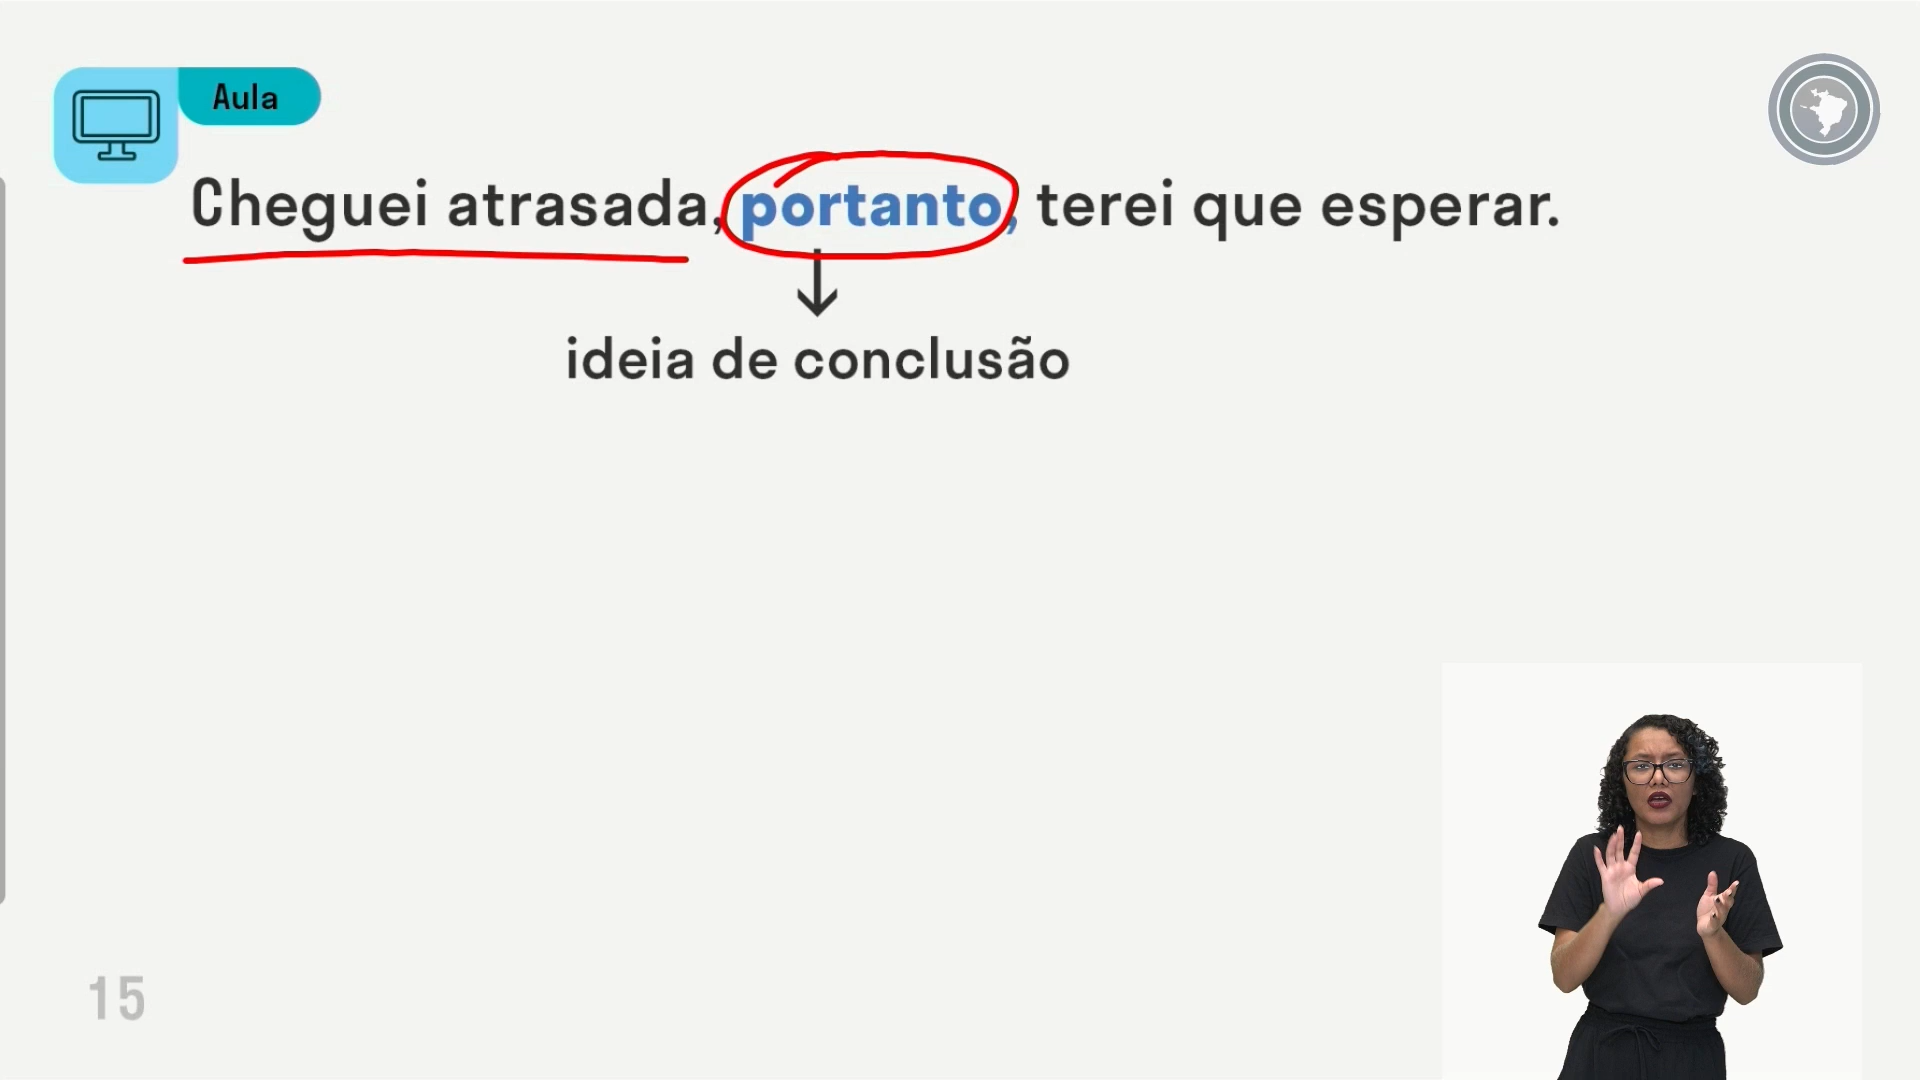 Aula
Cheguei atrasada, portanto, terei que esperar.
ideia de conclusão
15